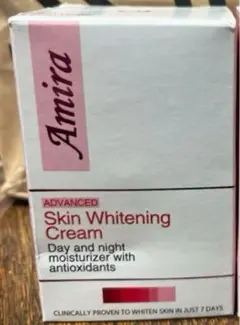 Amira
ADVANCED
Skin Whitening
Cream
Day and night
moisturizer with
antioxidants
CLINICALLY PROVEN TO WHITEN SKIN IN JUST 7 DAYS